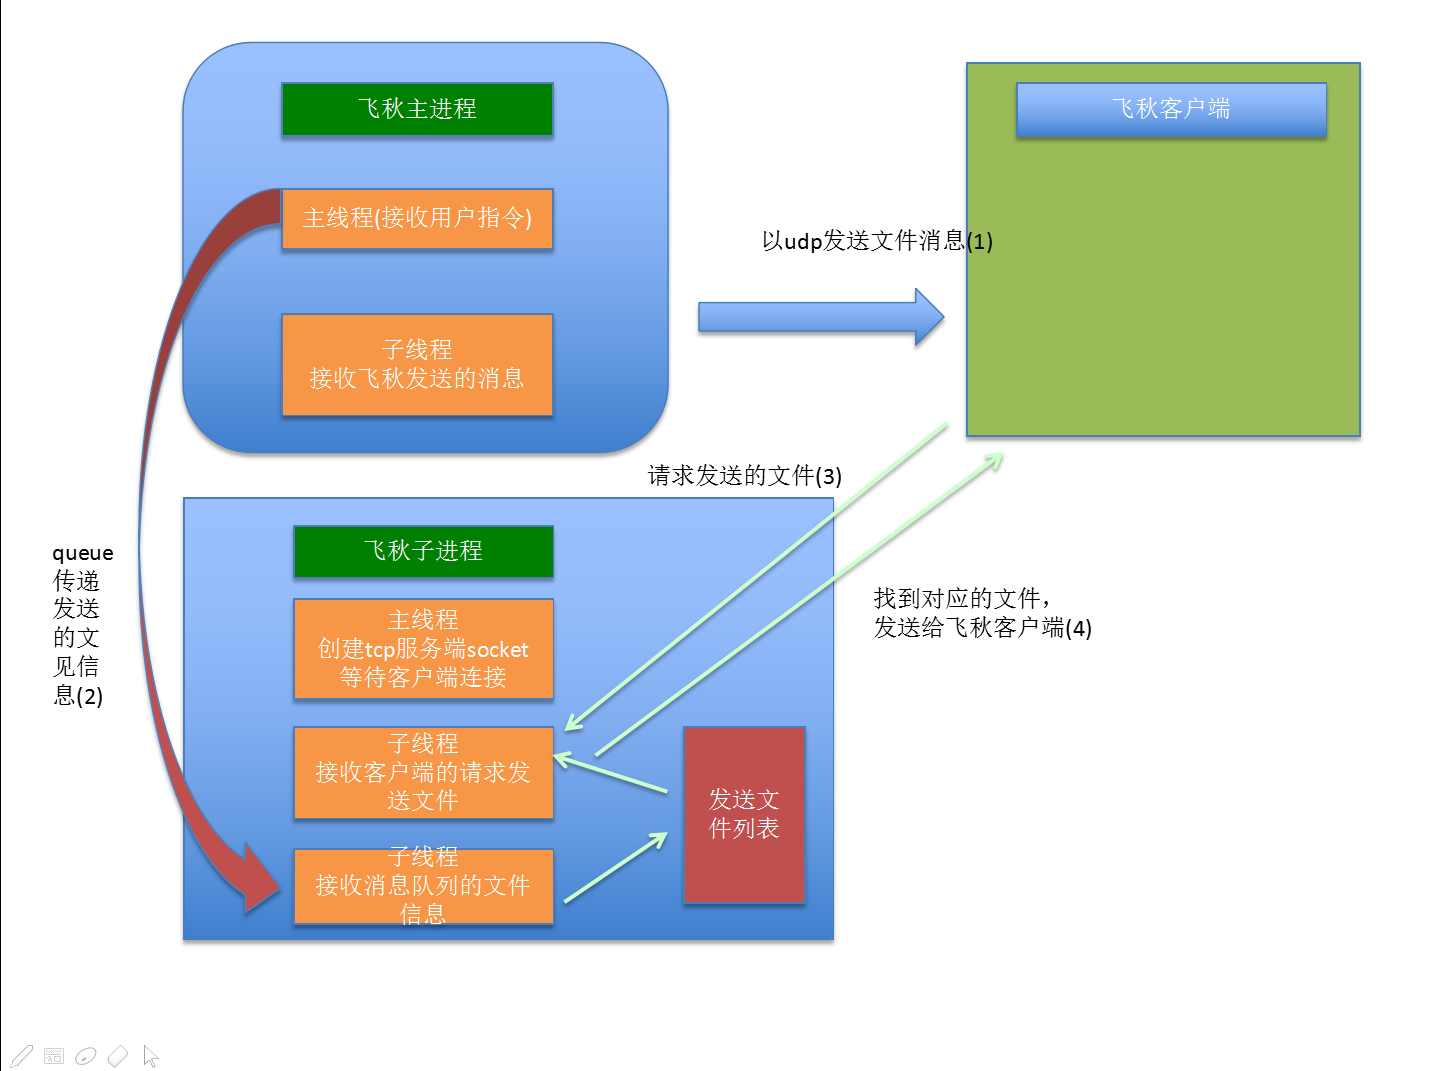 飞秋主进程
飞秋客户端
主线程(接收用户指令)
以udp发送文件消息(1)
子线程
接收飞秋发送的消息
请求发送的文件(3)
飞秋子进程
queue
传递
发送
的文
见信
息(2)
主线程
创建tcp服务端socket
等待客户端连接
找到对应的文件，
发送给飞秋客户端(4)
子线程
接收客户端的请求发
送文件
发送文
件列表
子线程
接收消息队列的文件
信息